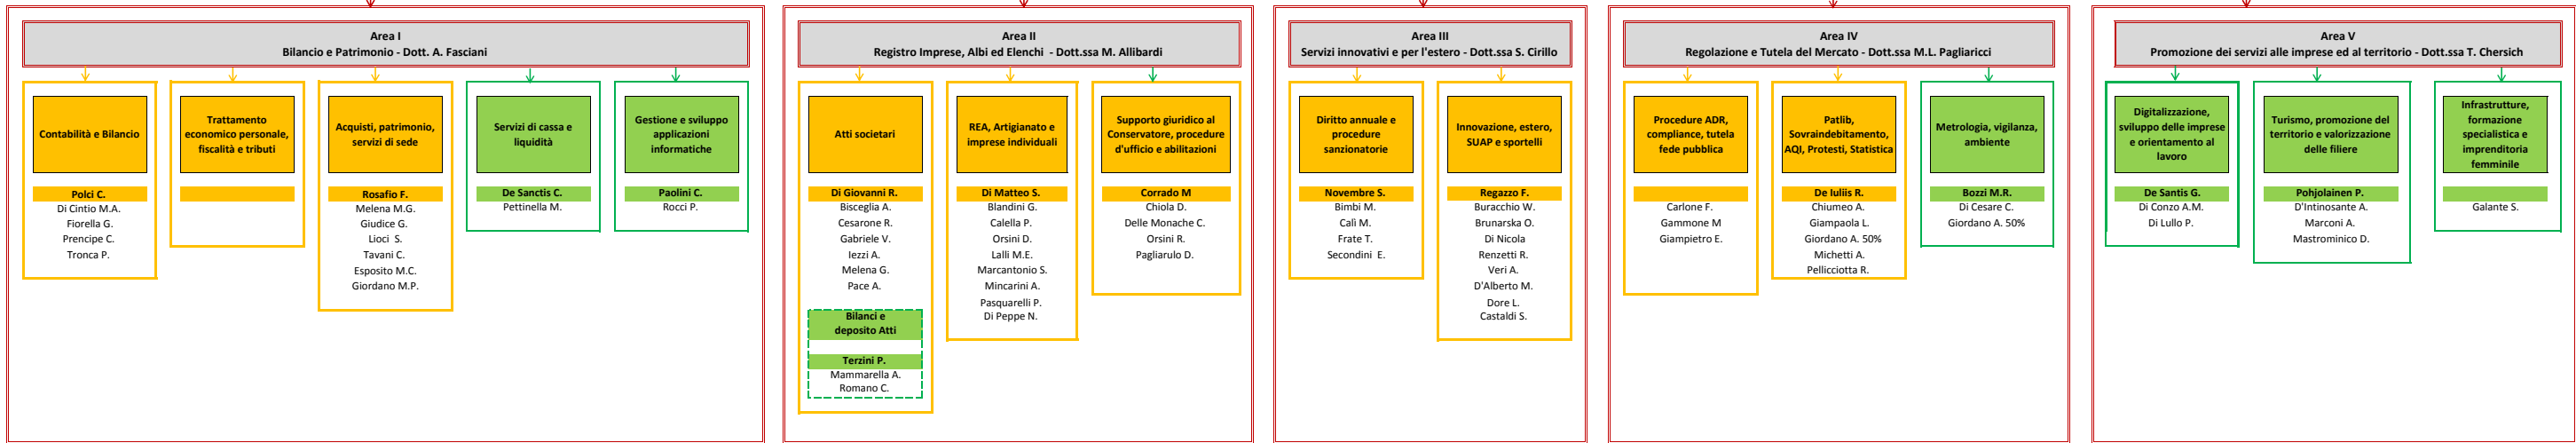 Area I
Bilancio e Patrimonio - Dott. A. Fasciani
Contabilità e Bilancio
Polci C.
Di Cintio M.A.
Fiorella G.
Prencipe C.
Tronca P.
Trattamento
economico personale,
fiscalità e tributi
Acquisti, patrimonio,
servizi di sede
Rosafio F.
Melena M.G.
Giudice G.
Lioci S.
Tavani C.
Esposito M.C.
Giordano M.P.
Servizi di cassa e
liquidità
De Sanctis C.
Pettinella M.
Gestione e sviluppo
applicazioni
informatiche
Paolini C.
Rocci P.
Area II
Registro Imprese, Albi ed Elenchi - Dott.ssa M. Allibardi
Atti societari
Di Giovanni R.
Bisceglia A.
Cesarone R.
Gabriele V.
Iezzi A.
Melena G.
Pace A.
Bilanci e
deposito Atti
Terzini P.
Mammarella A.
Romano C.
REA, Artigianato e
imprese individuali
Di Matteo S.
Blandini G.
Calella P.
Orsini D.
Lalli M.E.
Marcantonio S.
Mincarini A.
Pasquarelli P.
Di Peppe N.
Supporto giuridico al
Conservatore, procedure
d'ufficio e abilitazioni
Corrado M
Chiola D.
Delle Monache C.
Orsini R.
Pagliarulo D.
Area III
Servizi innovativi e per l'estero - Dott.ssa S. Cirillo
Diritto annuale e
procedure
sanzionatorie
Novembre S.
Bimbi M.
Calì M.
Frate T.
Secondini E.
Innovazione, estero,
SUAP e sportelli
Regazzo F.
Buracchio W.
Brunarska O.
Di Nicola
Renzetti R.
Veri A.
D'Alberto M.
Dore L.
Castaldi S.
Area IV
Regolazione e Tutela del Mercato - Dott.ssa M.L. Pagliaricci
Procedure ADR,
compliance, tutela
fede pubblica
Carlone F.
Gammone M
Giampietro E.
Patlib,
Sovraindebitamento,
AQI, Protesti, Statistica
De Iuliis R.
Chiumeo A.
Giampaola L.
Giordano A. 50%
Michetti A.
Pellicciotta R.
Metrologia, vigilanza,
ambiente
Bozzi M.R.
Di Cesare C.
Giordano A. 50%
Area V
Promozione dei servizi alle imprese ed al territorio - Dott.ssa T. Chersich
Digitalizzazione,
sviluppo delle imprese
e orientamento al
lavoro
De Santis G.
Di Conzo A.M.
Di Lullo P.
Turismo, promozione del
territorio e valorizzazione
delle filiere
Pohjolainen P.
D'Intinosante A.
Marconi A.
Mastrominico D.
Infrastrutture,
formazione
specialistica e
imprenditoria
femminile
Galante S.